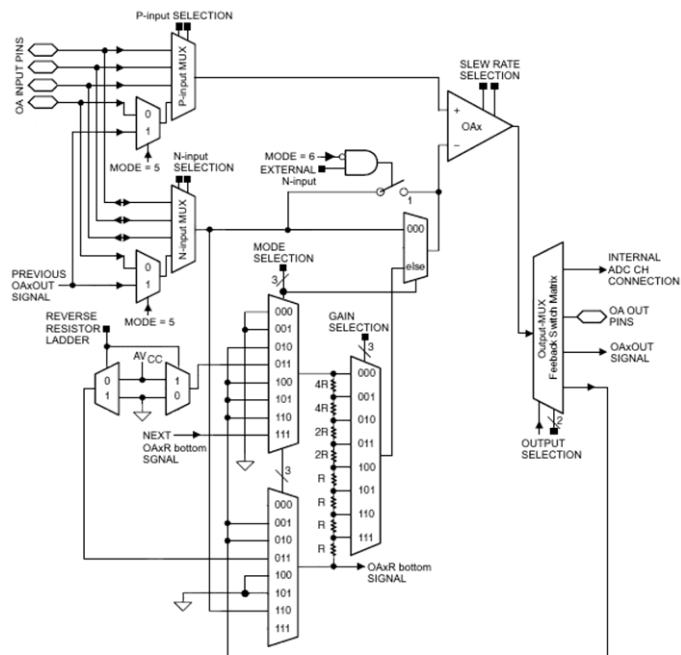 P-input SELECTION
OA INPUT PINS
P-input MUX
0
1
MODE = 5
N-input
SELECTION
N-input MUX
0
1
PREVIOUS
OAxOUT
SIGNAL
MODE = 5
SLEW RATE
SELECTION
+
OAx
−
MODE = 6
EXTERNAL
N-input
1
000
else
MODE
SELECTION
3
REVERSE
RESISTOR
LADDER
AVCC
0
1
1
0
000
001
010
011
100
101
110
111
NEXT
OAxR bottom
SGNAL
GAIN
SELECTION
3
4R
4R
2R
2R
R
R
R
R
000
001
010
011
100
101
110
111
3
000
001
010
011
100
101
110
111
OAxR bottom
SIGNAL
Output-MUX
Feeback Switch Matrix
INTERNAL
ADC CH
CONNECTION
OA OUT
PINS
OAxOUT
SIGNAL
2
OUTPUT
SELECTION